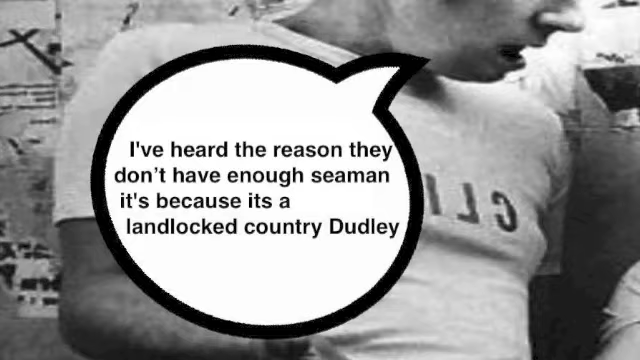 I've heard the reason they
don't have enough seaman
it's because its a
landlocked country Dudley